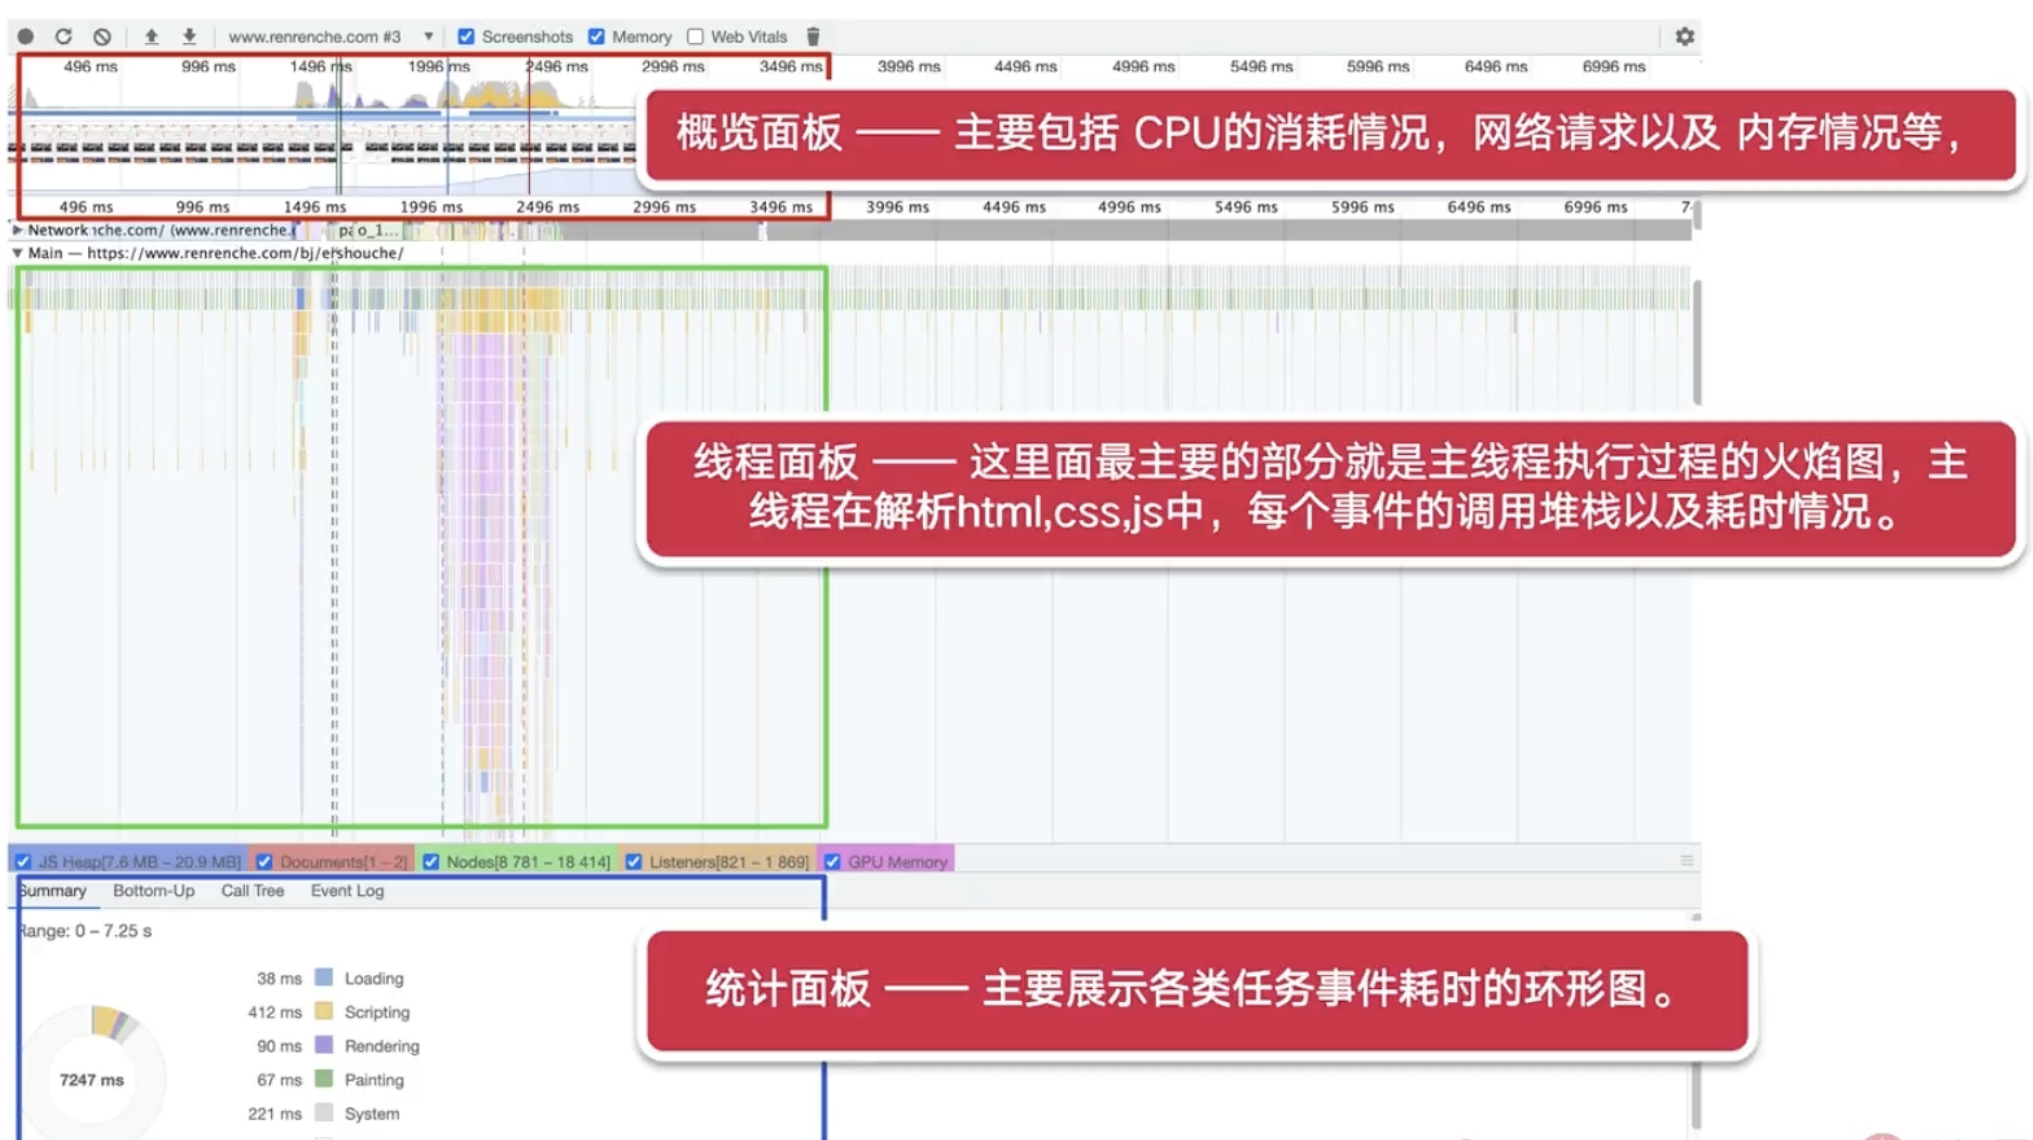 www.renrenche.com #3 ▼ Screenshots Memory Web Vitals
496 ms 996 ms 1496 ms 1996 ms 2496 ms 2996 ms 3496 ms 3996 ms 4496 ms 4996 ms 5496 ms 5996 ms 6496 ms 6996 ms
概览面板 —— 主要包括 CPU的消耗情况，网络请求以及 内存情况等，
496 ms 996 ms 1496 ms 1996 ms 2496 ms 2996 ms 3496 ms 3996 ms 4496 ms 4996 ms 5496 ms 5996 ms 6496 ms 6996 ms 7
▶ Network che.com/ (www.renrenche. o_1...
▼ Main — https://www.renrenche.com/bj/ershouche/
线程面板 —— 这里面最主要的部分就是主线程执行过程的火焰图，主
线程在解析html,css,js中，每个事件的调用堆栈以及耗时情况。
JS Heap[7.6 MB – 20.9 MB] Documents[1 – 2] Nodes[8 781 – 18 414] Listeners[821 – 1 869] GPU Memory
Summary Bottom-Up Call Tree Event Log
Range: 0 – 7.25 s
统计面板 —— 主要展示各类任务事件耗时的环形图。
38 ms Loading
412 ms Scripting
90 ms Rendering
7247 ms
67 ms Painting
221 ms System